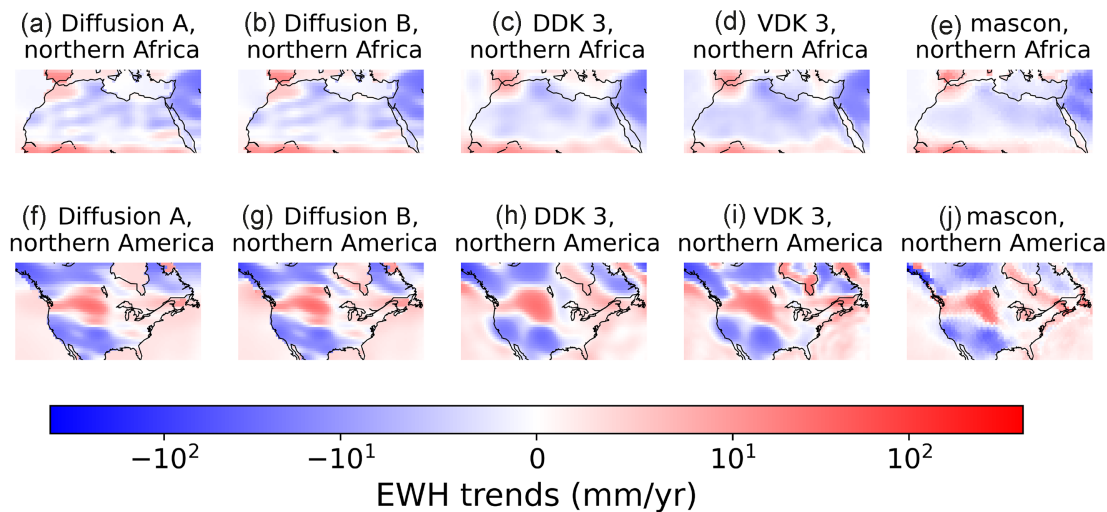 (a) Diffusion A,
northern Africa
(b) Diffusion B,
northern Africa
(c) DDK 3,
northern Africa
(d) VDK 3,
northern Africa
(e) mascon,
northern Africa
(f) Diffusion A,
northern America
(g) Diffusion B,
northern America
(h) DDK 3,
northern America
(i) VDK 3,
northern America
(j) mascon,
northern America
−10² −10¹ 0 10¹ 10²
EWH trends (mm/yr)